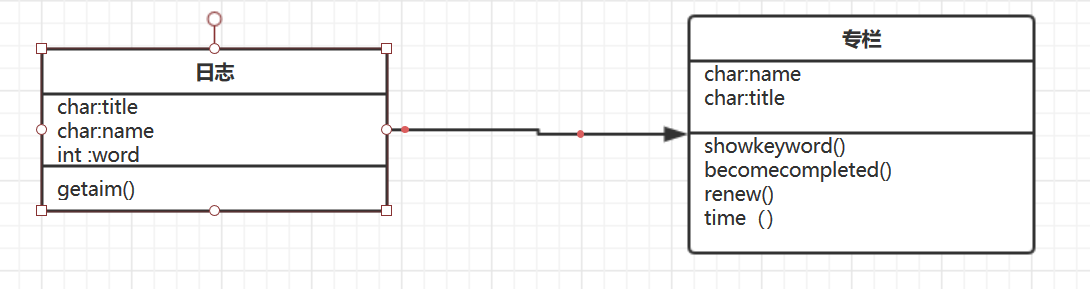 日志
char:title
char:name
int :word
getaim()
专栏
char:name
char:title
showkeyword()
becomecompleted()
renew()
time（）